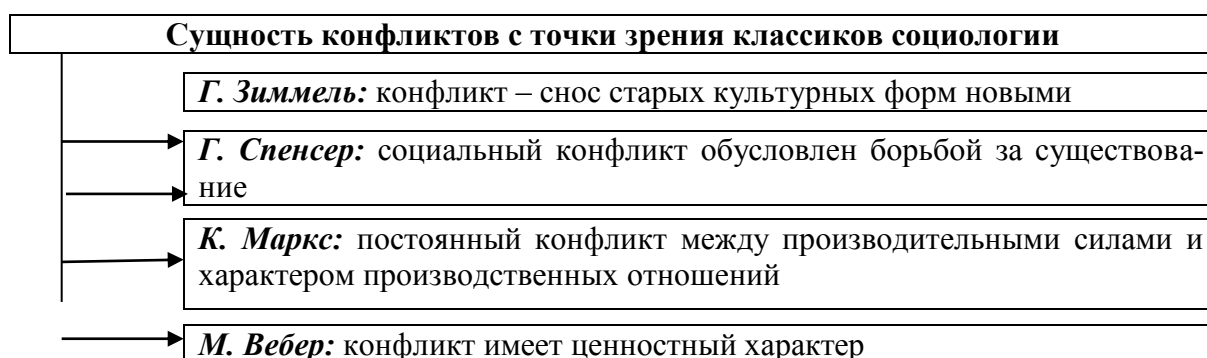 Сущность конфликтов с точки зрения классиков социологии
Г. Зиммель: конфликт – снос старых культурных форм новыми
Г. Спенсер: социальный конфликт обусловлен борьбой за существова-
ние
К. Маркс: постоянный конфликт между производительными силами и
характером производственных отношений
М. Вебер: конфликт имеет ценностный характер